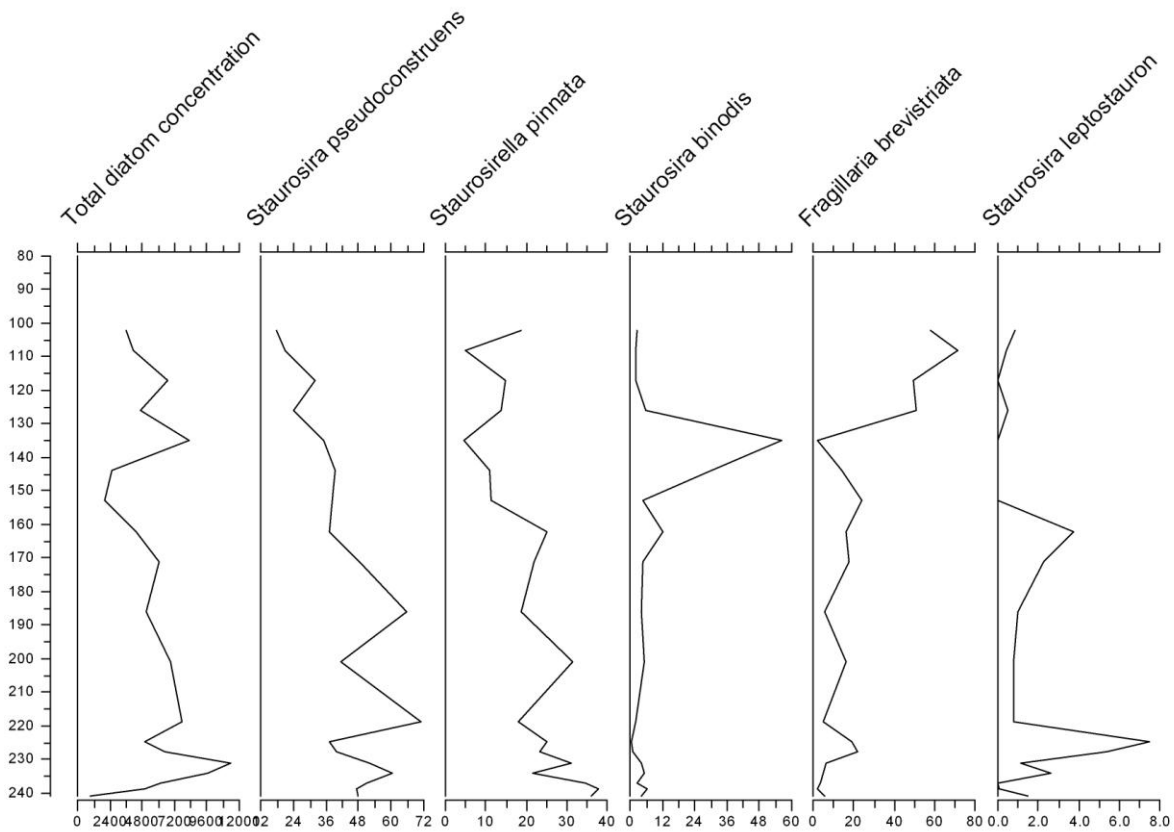 Total diatom concentration
Staurosira pseudoconstruens
Staurosirella pinnata
Staurosira binodis
Fragillaria brevistriata
Staurosira leptostauron
80
90
100
110
120
130
140
150
160
170
180
190
200
210
220
230
240
0 2400 4800 7200 9600 12000
12 24 36 48 60 72
0 10 20 30 40
0 12 24 36 48 60
0 20 40 60 80
0.0 2.0 4.0 6.0 8.0